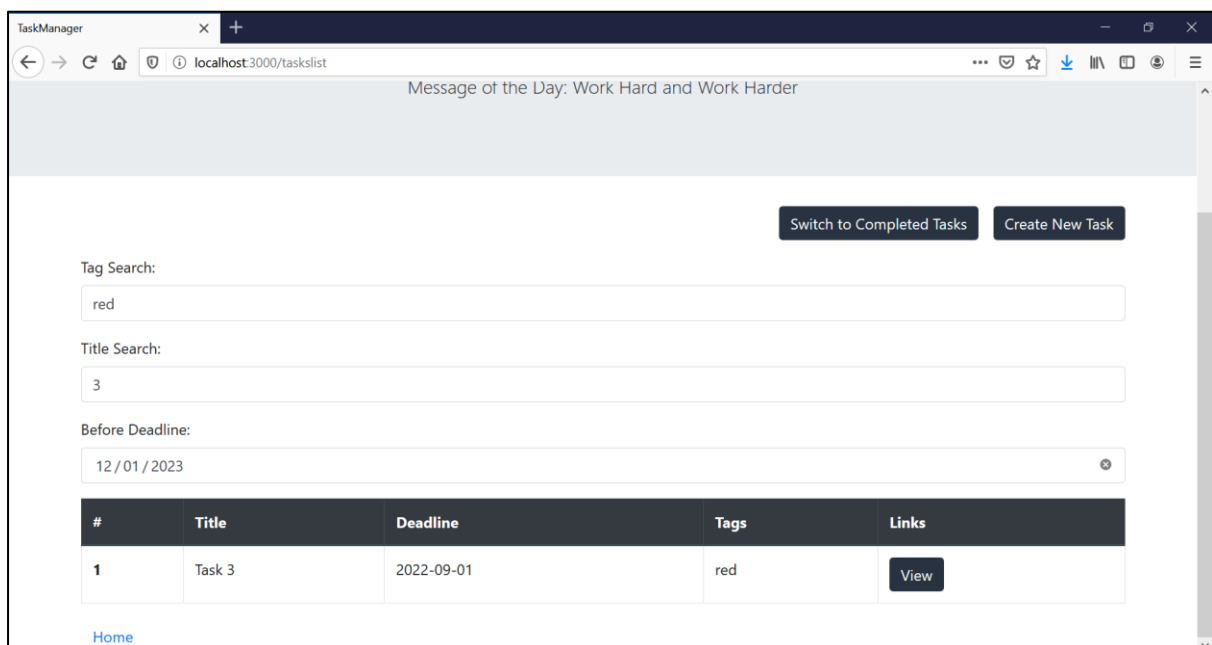 TaskManager
localhost:3000/taskslist
Message of the Day: Work Hard and Work Harder
Switch to Completed Tasks Create New Task
Tag Search:
red
Title Search:
3
Before Deadline:
12/01/2023
# Title Deadline Tags Links
1 Task 3 2022-09-01 red View
Home